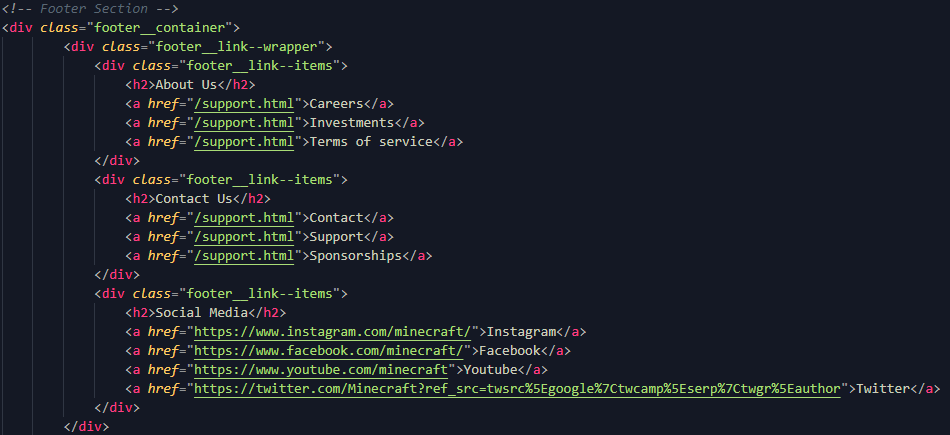 <!-- Footer Section -->
<div class="footer__container">
<div class="footer__link--wrapper">
<div class="footer__link--items">
<h2>About Us</h2>
<a href="/support.html">Careers</a>
<a href="/support.html">Investments</a>
<a href="/support.html">Terms of service</a>
</div>
<div class="footer__link--items">
<h2>Contact Us</h2>
<a href="/support.html">Contact</a>
<a href="/support.html">Support</a>
<a href="/support.html">Sponsorships</a>
</div>
<div class="footer__link--items">
<h2>Social Media</h2>
<a href="https://www.instagram.com/minecraft/">Instagram</a>
<a href="https://www.facebook.com/minecraft/">Facebook</a>
<a href="https://www.youtube.com/minecraft">Youtube</a>
<a href="https://twitter.com/Minecraft?ref_src=twsrc%5Egoogle%7Ctwcamp%5Eserp%7Ctwgr%5Eauthor">Twitter</a>
</div>
</div>